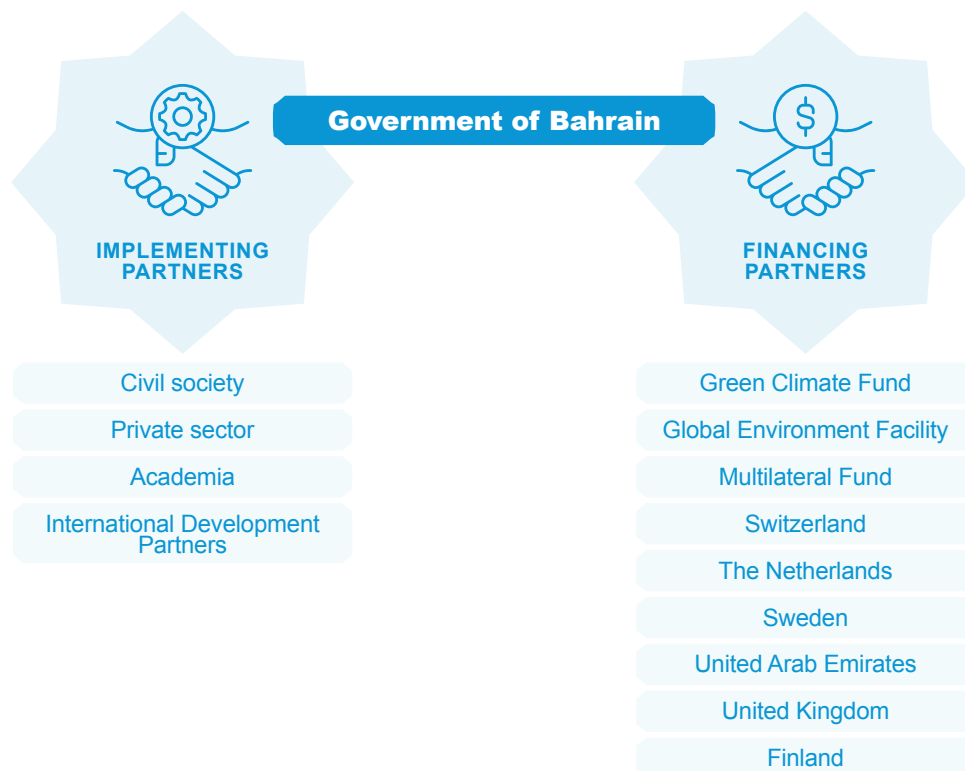 Government of Bahrain
IMPLEMENTING
PARTNERS
Civil society
Private sector
Academia
International Development
Partners
$
FINANCING
PARTNERS
Green Climate Fund
Global Environment Facility
Multilateral Fund
Switzerland
The Netherlands
Sweden
United Arab Emirates
United Kingdom
Finland